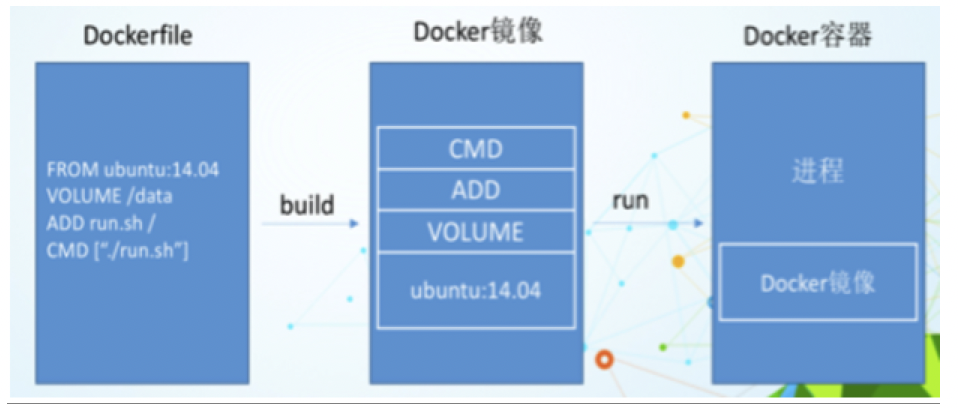 Dockerfile
Docker镜像
Docker容器
FROM ubuntu:14.04
VOLUME /data
ADD run.sh /
CMD [“./run.sh”]
build
CMD
ADD
VOLUME
ubuntu:14.04
run
进程
Docker镜像